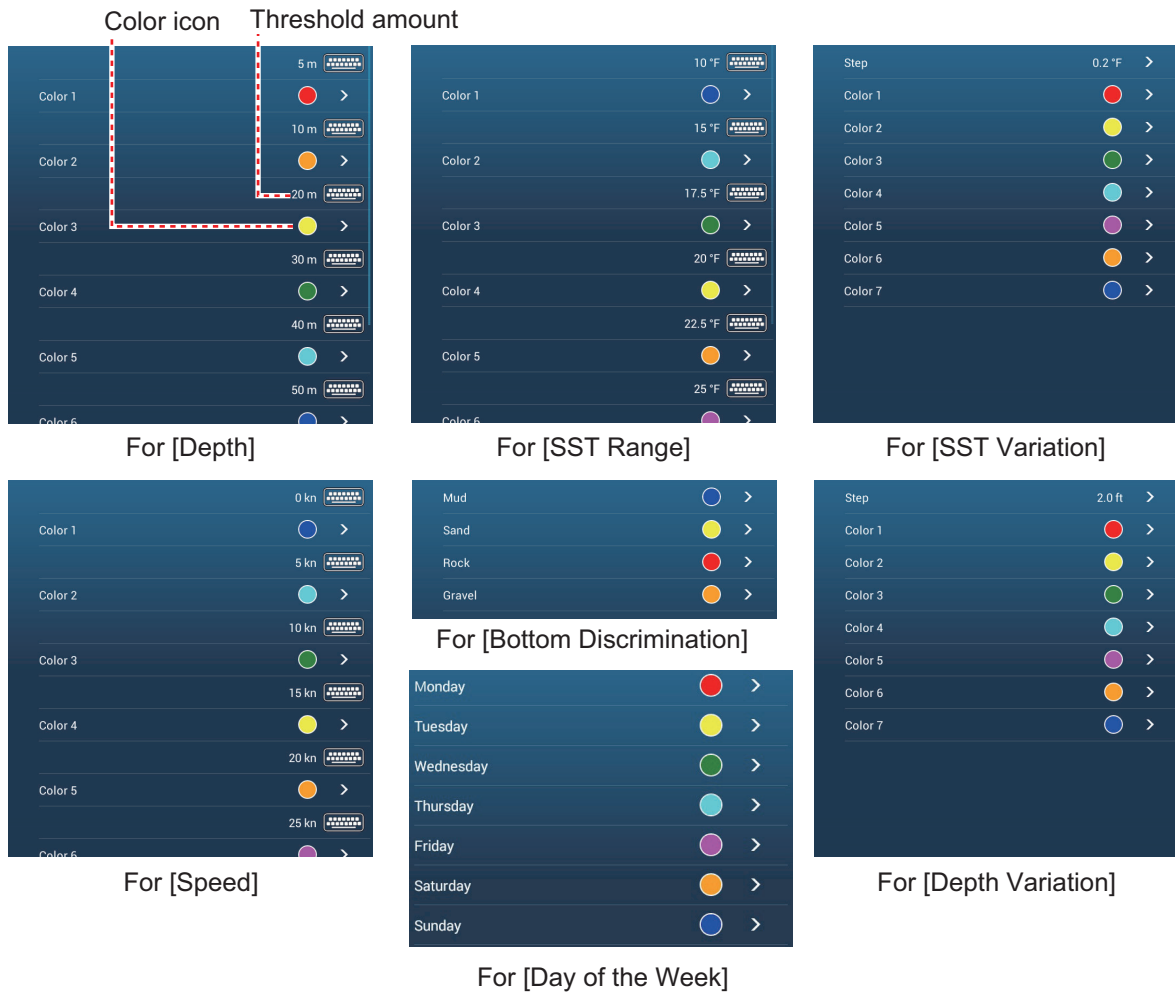 Color icon
Threshold amount
5 m
Color 1
10 m
Color 2
20 m
Color 3
30 m
Color 4
40 m
Color 5
50 m
Color 6
For [Depth]
10 °F
Color 1
15 °F
Color 2
17.5 °F
Color 3
20 °F
Color 4
22.5 °F
Color 5
25 °F
Color 6
For [SST Range]
Step 0.2 °F
Color 1
Color 2
Color 3
Color 4
Color 5
Color 6
Color 7
For [SST Variation]
0 kn
Color 1
5 kn
Color 2
10 kn
Color 3
15 kn
Color 4
20 kn
Color 5
25 kn
Color 6
For [Speed]
Mud
Sand
Rock
Gravel
For [Bottom Discrimination]
Monday
Tuesday
Wednesday
Thursday
Friday
Saturday
Sunday
For [Day of the Week]
Step 2.0 ft
Color 1
Color 2
Color 3
Color 4
Color 5
Color 6
Color 7
For [Depth Variation]